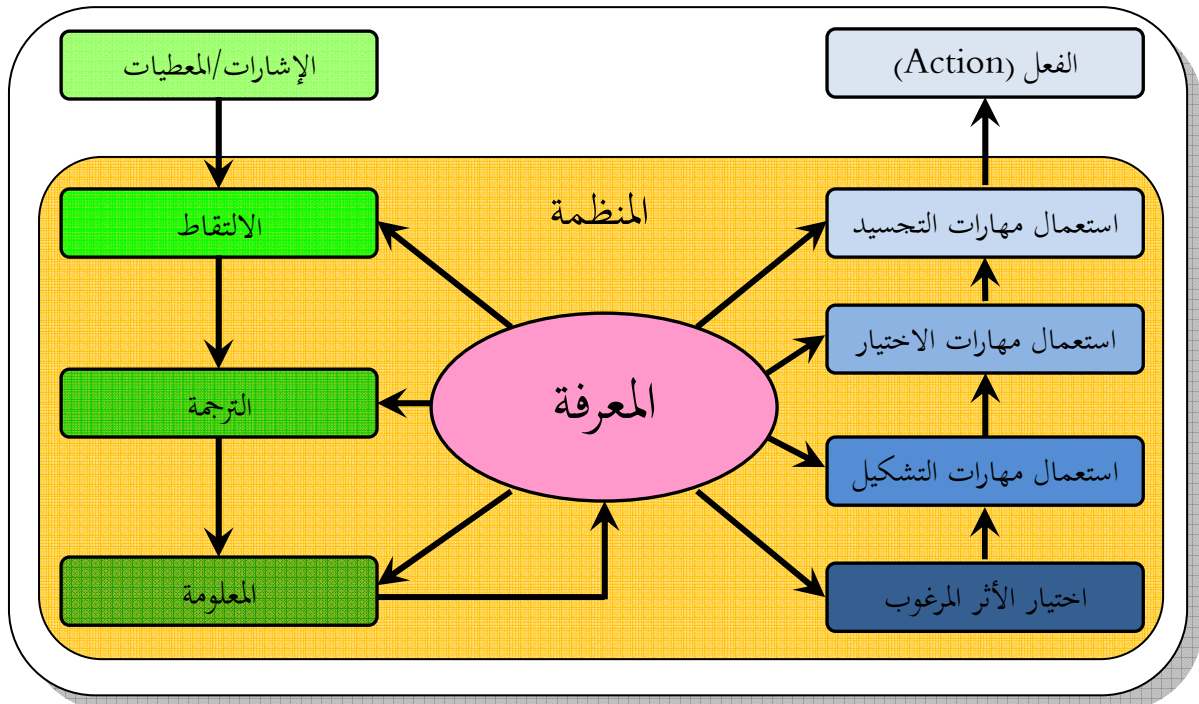 الإشارات/المعطيات
الفعل (Action)
المنظمة
الالتقاط
استعمال مهارات التجسيد
استعمال مهارات الاختيار
الترجمة
المعرفة
استعمال مهارات التشكيل
المعلومة
اختيار الأثر المرغوب